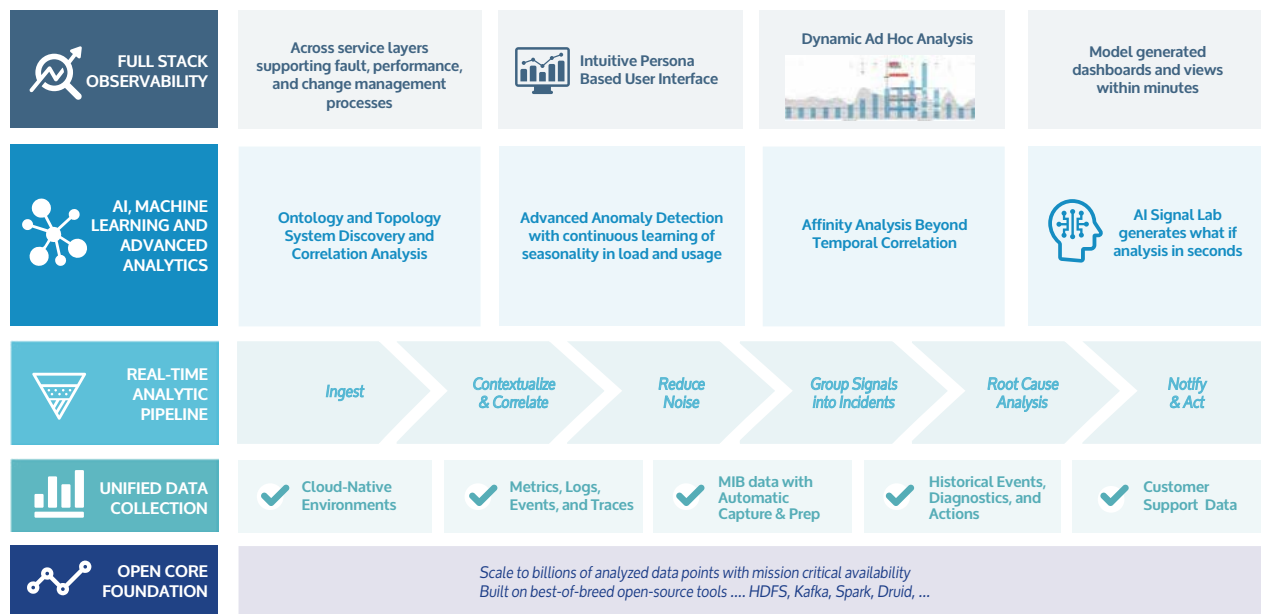 FULL STACK
OBSERVABILITY
Across service layers
supporting fault, performance,
and change management
processes
Intuitive Persona
Based User Interface
Dynamic Ad Hoc Analysis
Model generated
dashboards and views
within minutes
AI, MACHINE
LEARNING AND
ADVANCED
ANALYTICS
Ontology and Topology
System Discovery and
Correlation Analysis
Advanced Anomaly Detection
with continuous learning of
seasonality in load and usage
Affinity Analysis Beyond
Temporal Correlation
AI Signal Lab
generates what if
analysis in seconds
REAL-TIME
ANALYTIC
PIPELINE
Ingest
Contextualize
& Correlate
Reduce
Noise
Group Signals
into Incidents
Root Cause
Analysis
Notify
& Act
UNIFIED DATA
COLLECTION
Cloud-Native
Environments
Metrics, Logs,
Events, and Traces
MIB data with
Automatic
Capture & Prep
Historical Events,
Diagnostics, and
Actions
Customer
Support Data
OPEN CORE
FOUNDATION
Scale to billions of analyzed data points with mission critical availability
Built on best-of-breed open-source tools .... HDFS, Kafka, Spark, Druid, ...